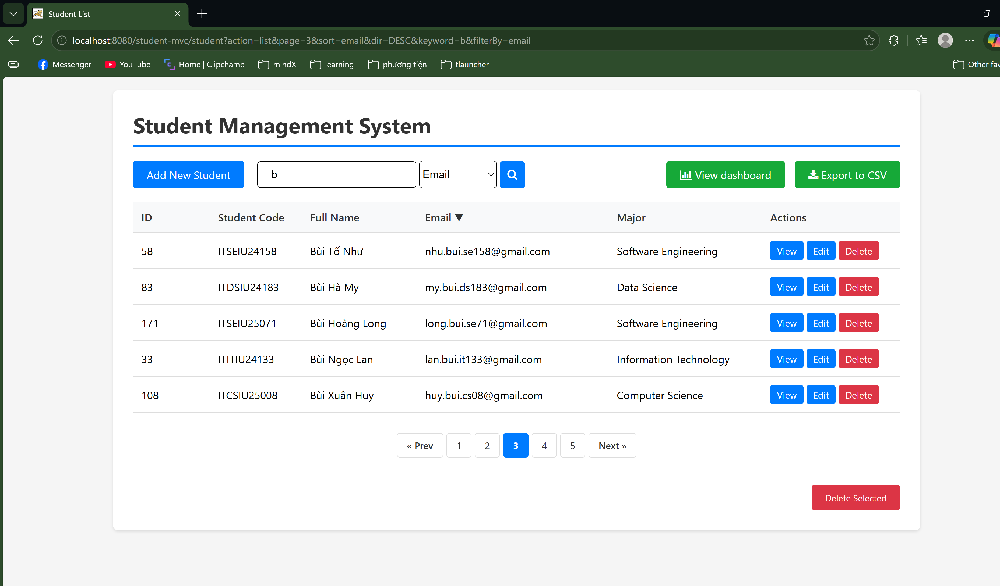 Student List
localhost:8080/student-mvc/student?action=list&page=3&sort=email&dir=DESC&keyword=b&filterBy=email
Messenger YouTube Home | Clipchamp mindX learning phương tiện tlauncher Other fav
Student Management System
Add New Student b Email View dashboard Export to CSV
ID Student Code Full Name Email ▼ Major Actions
58 ITSEIU24158 Bùi Tố Như nhu.bui.se158@gmail.com Software Engineering View Edit Delete
83 ITDSIU24183 Bùi Hà My my.bui.ds183@gmail.com Data Science View Edit Delete
171 ITSEIU25071 Bùi Hoàng Long long.bui.se71@gmail.com Software Engineering View Edit Delete
33 ITITIU24133 Bùi Ngọc Lan lan.bui.it133@gmail.com Information Technology View Edit Delete
108 ITCSIU25008 Bùi Xuân Huy huy.bui.cs08@gmail.com Computer Science View Edit Delete
« Prev 1 2 3 4 5 Next »
Delete Selected